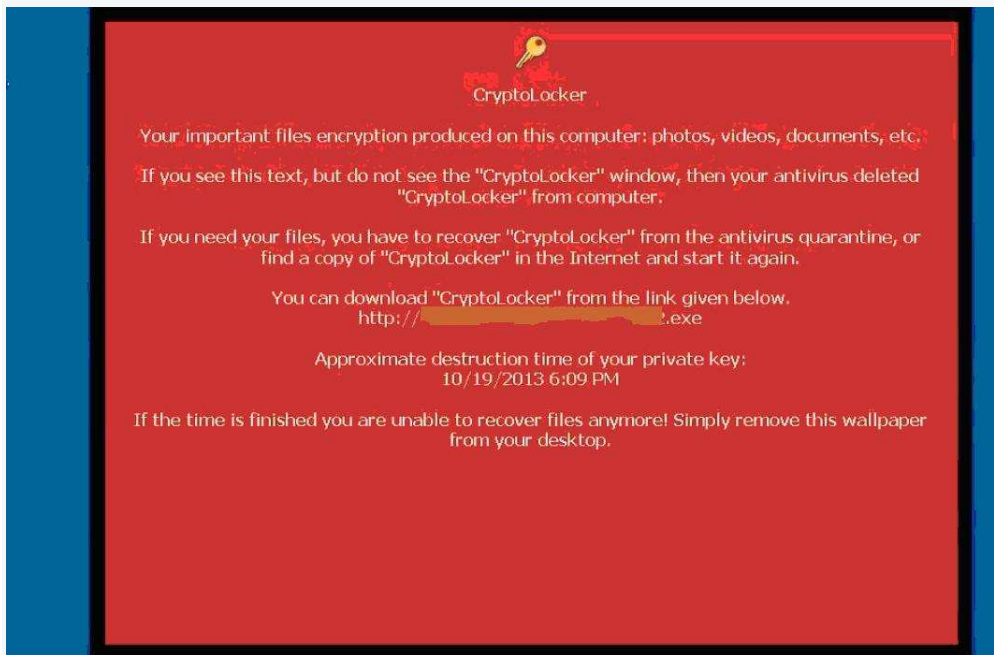 CryptoLocker
Your important files encryption produced on this computer: photos, videos, documents, etc.
If you see this text, but do not see the "CryptoLocker" window, then your antivirus deleted
"CryptoLocker" from computer.
If you need your files, you have to recover "CryptoLocker" from the antivirus quarantine, or
find a copy of "CryptoLocker" in the Internet and start it again.
You can download "CryptoLocker" from the link given below.
http:// .exe
Approximate destruction time of your private key:
10/19/2013 6:09 PM
If the time is finished you are unable to recover files anymore! Simply remove this wallpaper
from your desktop.